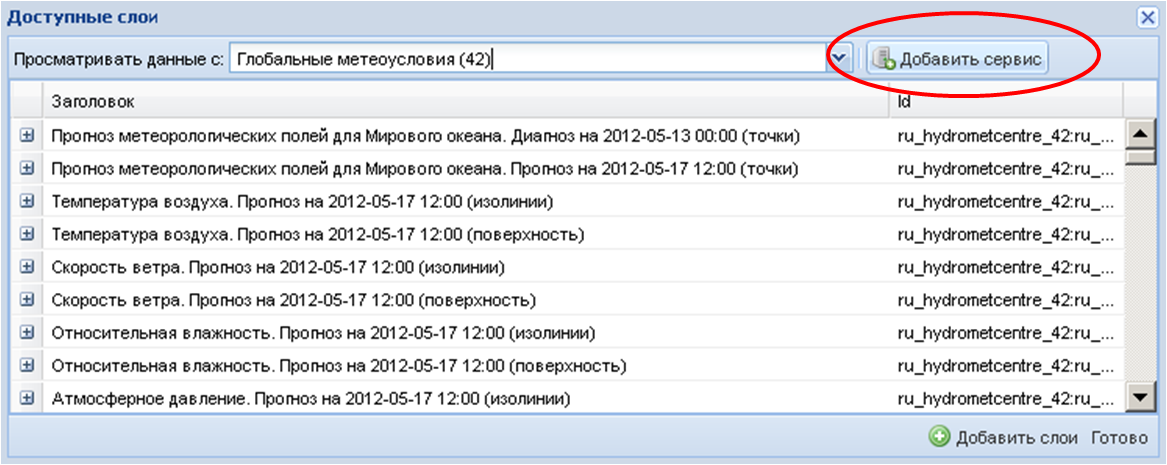 Доступные слои
Просматривать данные с: Глобальные метеоусловия (42) Добавить сервис
Заголовок Id
Прогноз метеорологических полей для Мирового океана. Диагноз на 2012-05-13 00:00 (точки) ru_hydrometcentre_42:ru_...
Прогноз метеорологических полей для Мирового океана. Прогноз на 2012-05-17 12:00 (точки) ru_hydrometcentre_42:ru_...
Температура воздуха. Прогноз на 2012-05-17 12:00 (изолинии) ru_hydrometcentre_42:ru_...
Температура воздуха. Прогноз на 2012-05-17 12:00 (поверхность) ru_hydrometcentre_42:ru_...
Скорость ветра. Прогноз на 2012-05-17 12:00 (изолинии) ru_hydrometcentre_42:ru_...
Скорость ветра. Прогноз на 2012-05-17 12:00 (поверхность) ru_hydrometcentre_42:ru_...
Относительная влажность. Прогноз на 2012-05-17 12:00 (изолинии) ru_hydrometcentre_42:ru_...
Относительная влажность. Прогноз на 2012-05-17 12:00 (поверхность) ru_hydrometcentre_42:ru_...
Атмосферное давление. Прогноз на 2012-05-17 12:00 (изолинии) ru_hydrometcentre_42:ru_...
Добавить слои Готово